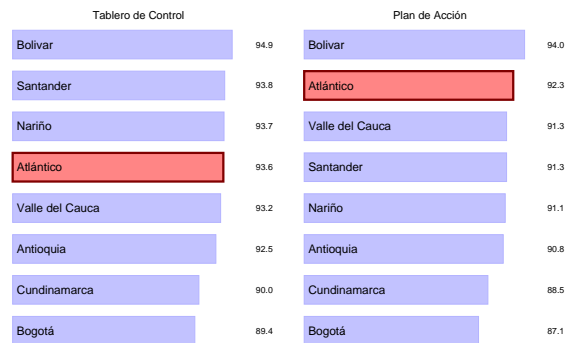 Tablero de Control
Bolivar 94.9
Santander 93.8
Nariño 93.7
Atlántico 93.6
Valle del Cauca 93.2
Antioquia 92.5
Cundinamarca 90.0
Bogotá 89.4
Plan de Acción
Bolivar 94.0
Atlántico 92.3
Valle del Cauca 91.3
Santander 91.3
Nariño 91.1
Antioquia 90.8
Cundinamarca 88.5
Bogotá 87.1